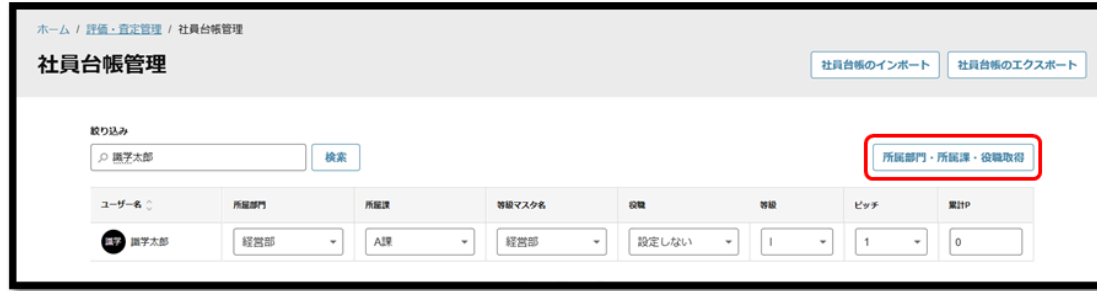 ホーム / 評価・査定管理 / 社員台帳管理
社員台帳管理
社員台帳のインポート 社員台帳のエクスポート
絞り込み
識学太郎 検索 所属部門・所属課・役職取得
ユーザー名 所属部門 所属課 等級マスタ名 役職 等級 ピッチ 累計P
識学 識学太郎 経営部 A課 経営部 設定しない I 1 0